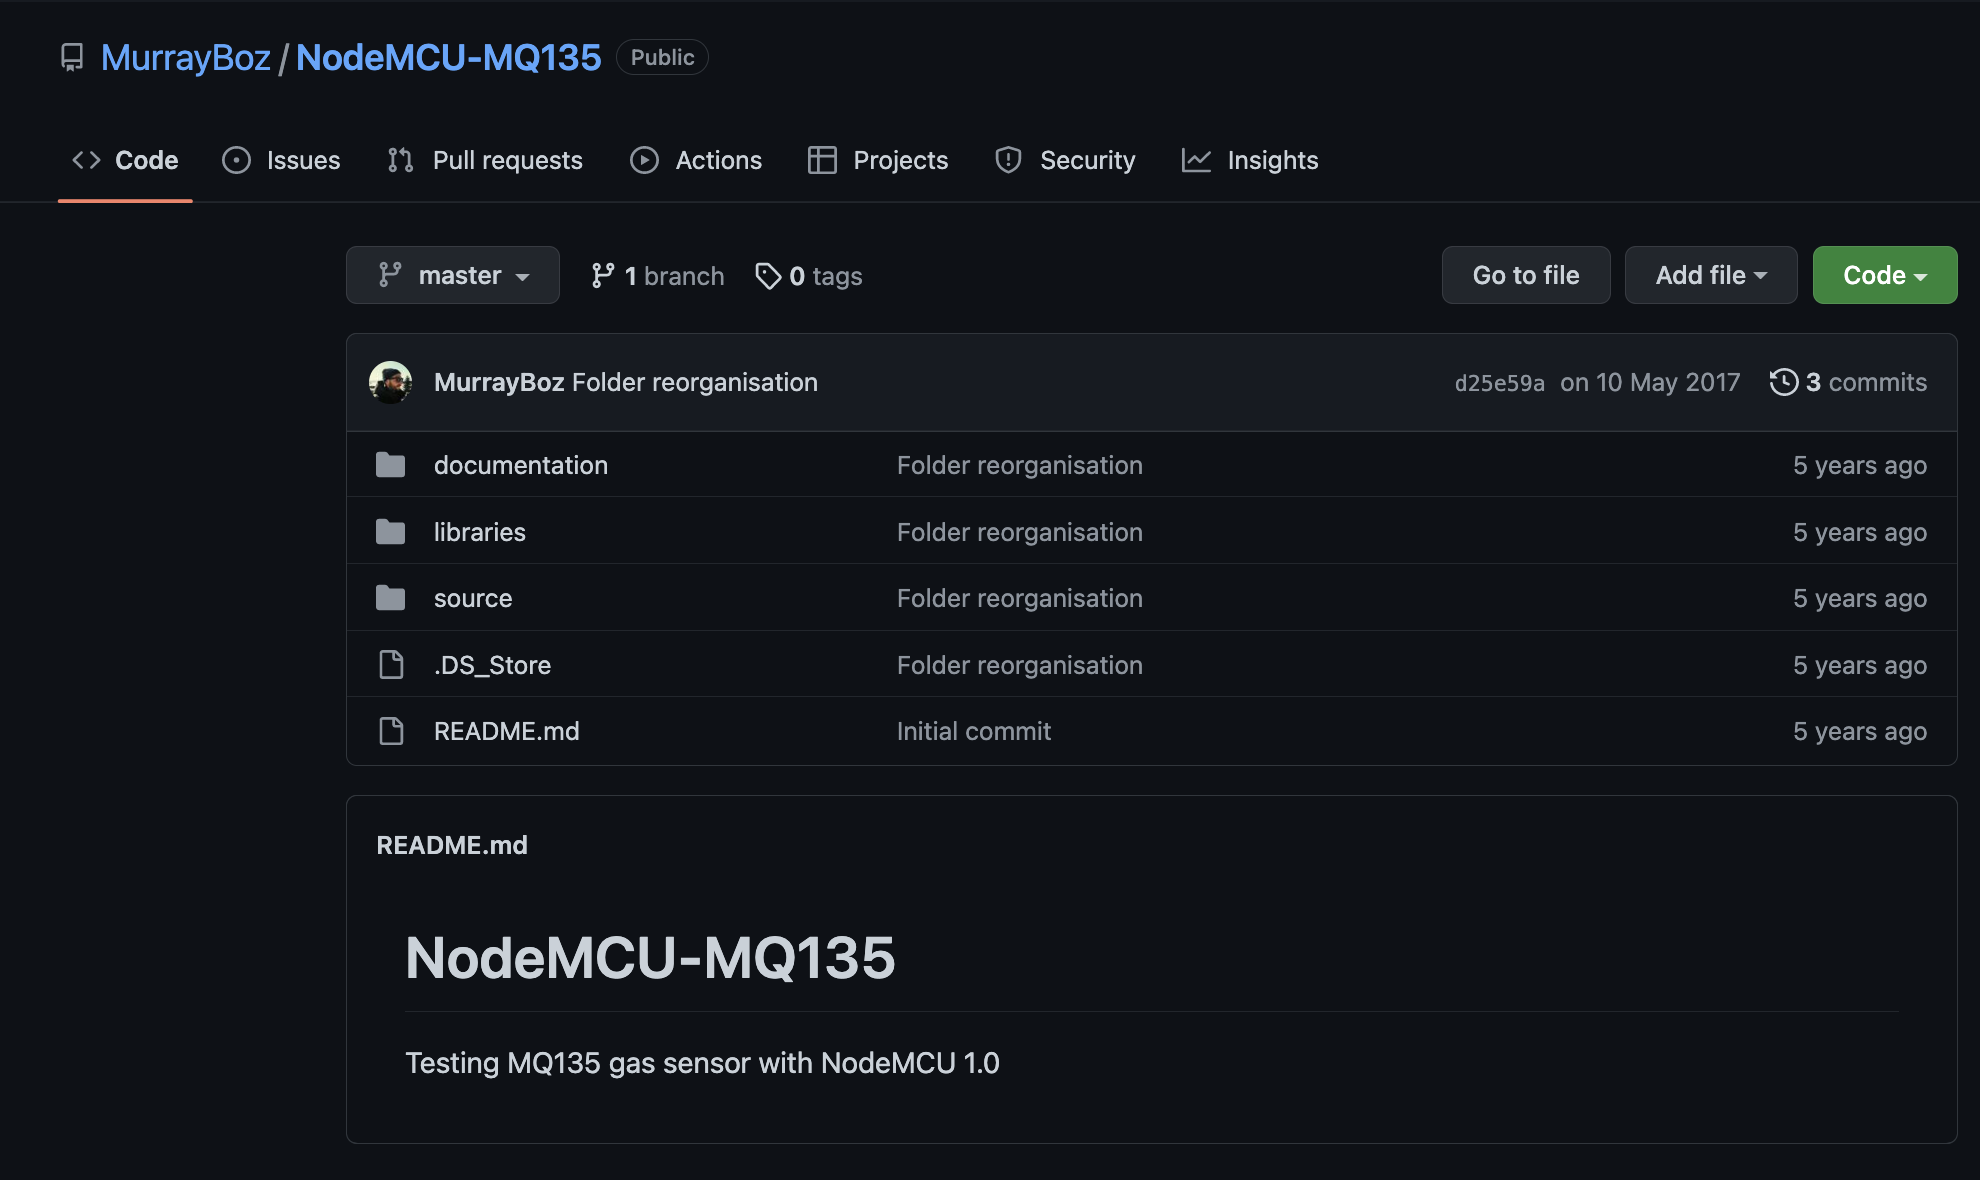 MurrayBoz / NodeMCU-MQ135 Public
Code Issues Pull requests Actions Projects Security Insights
master 1 branch 0 tags Go to file Add file Code
MurrayBoz Folder reorganisation d25e59a on 10 May 2017 3 commits
documentation Folder reorganisation 5 years ago
libraries Folder reorganisation 5 years ago
source Folder reorganisation 5 years ago
.DS_Store Folder reorganisation 5 years ago
README.md Initial commit 5 years ago
README.md
NodeMCU-MQ135
Testing MQ135 gas sensor with NodeMCU 1.0